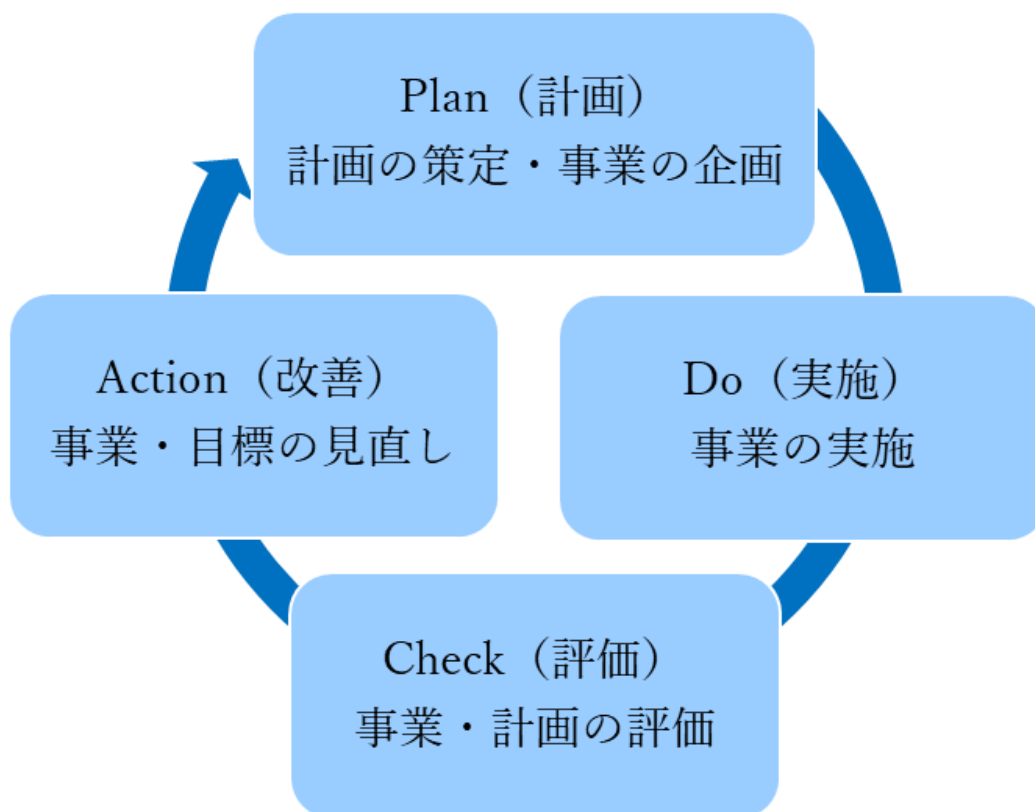 Plan（計画）
計画の策定・事業の企画
Do（実施）
事業の実施
Check（評価）
事業・計画の評価
Action（改善）
事業・目標の見直し